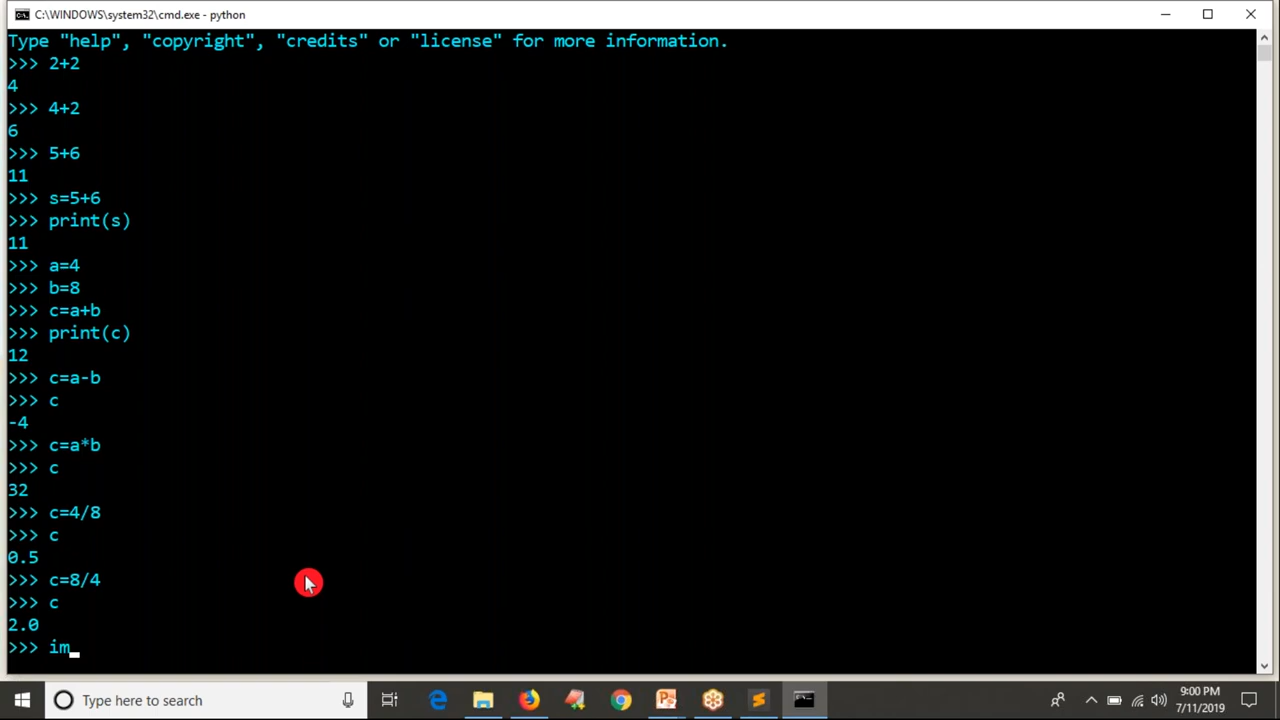 C:\WINDOWS\system32\cmd.exe - python
Type "help", "copyright", "credits" or "license" for more information.
>>> 2+2
4
>>> 4+2
6
>>> 5+6
11
>>> s=5+6
>>> print(s)
11
>>> a=4
>>> b=8
>>> c=a+b
>>> print(c)
12
>>> c=a-b
>>> c
-4
>>> c=a*b
>>> c
32
>>> c=4/8
>>> c
0.5
>>> c=8/4
>>> c
2.0
>>> im
Type here to search
9:00 PM
7/11/2019